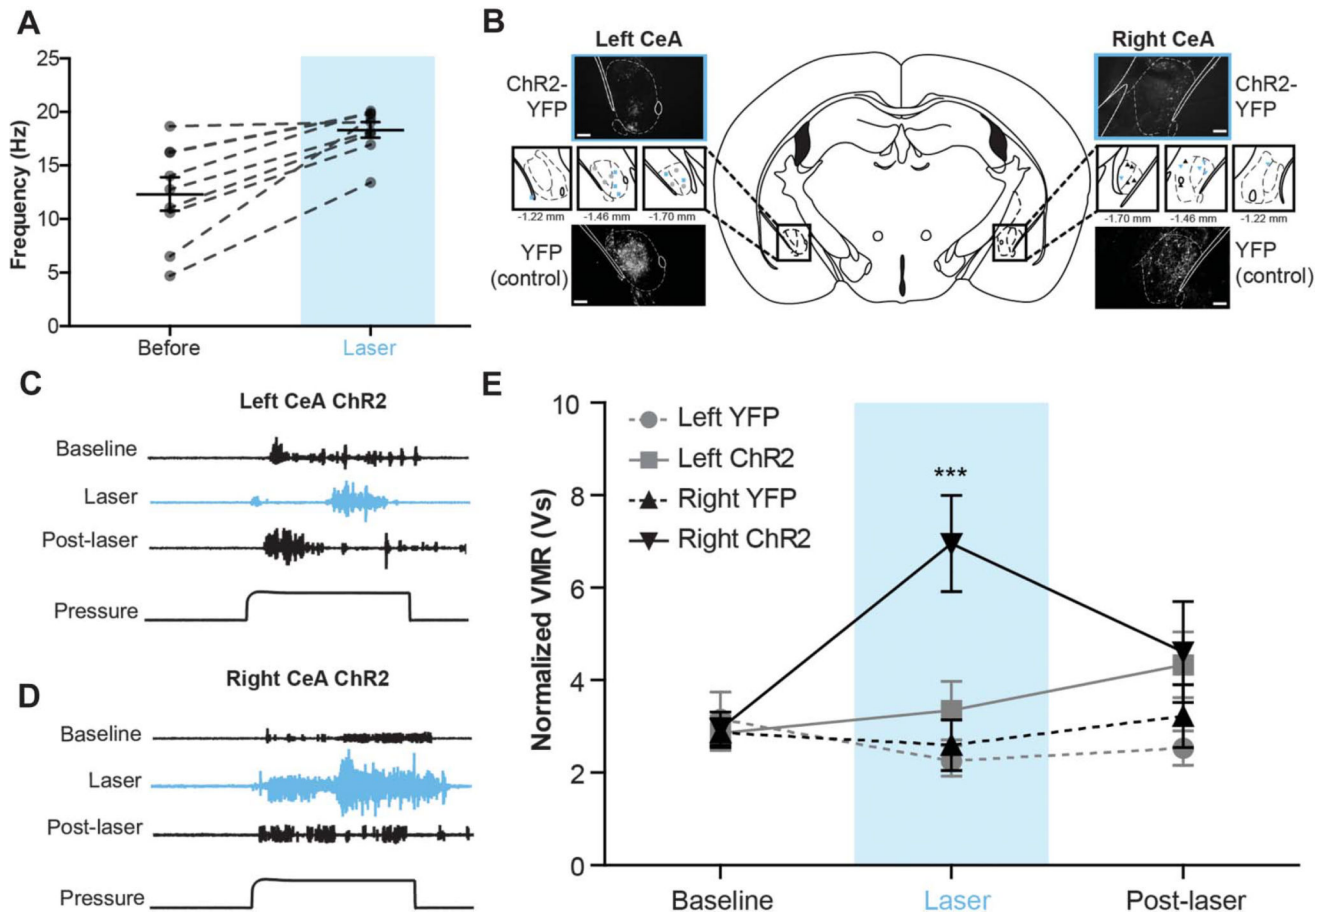 A
25
20
15
10
5
0
Frequency (Hz)
Before
Laser
B
Left CeA
Right CeA
ChR2-
YFP
ChR2-
YFP
-1.22 mm
-1.46 mm
-1.70 mm
-1.70 mm
-1.46 mm
-1.22 mm
YFP
(control)
YFP
(control)
C
Left CeA ChR2
Baseline
Laser
Post-laser
Pressure
D
Right CeA ChR2
Baseline
Laser
Post-laser
Pressure
E
10
8
6
4
2
0
Normalized VMR (Vs)
Left YFP
Left ChR2
Right YFP
Right ChR2
***
Baseline
Laser
Post-laser